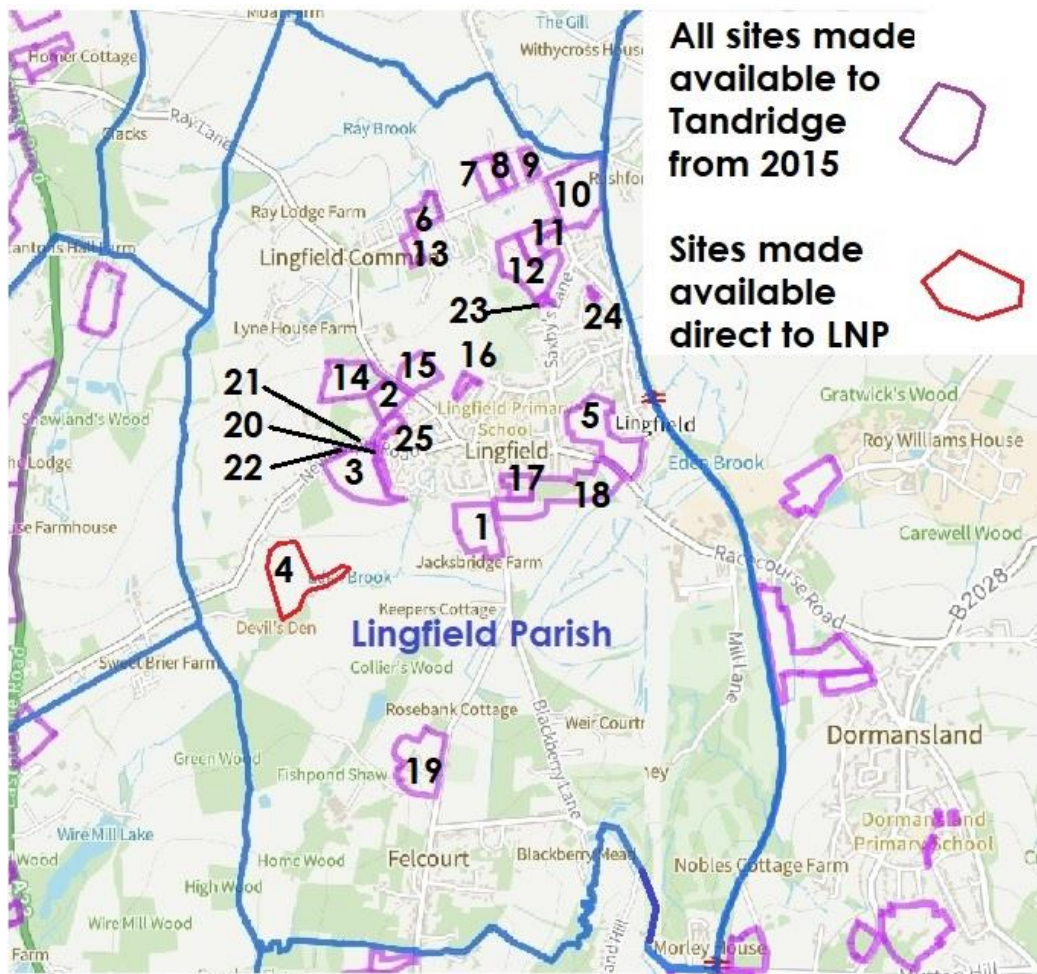 All sites made
available to
Tandridge
from 2015
Sites made
available
direct to LNP
The Gill
Withycross House
Horner Cottage
Ray Lane
Ray Brook
7
8
9
10
Ray Lodge Farm
6
11
Lingfield Common
13
12
23
24
Saxby's Lane
Lyne House Farm
16
15
14
21
2
Lingfield Primary
School
5
Lingfield
Gratwick's Wood
Shawland's Wood
20
25
Lingfield
Roy Williams House
22
3
Eden Brook
17
18
1
Carewell Wood
Jacksbridge Farm
4
Racecourse Road
B2028
Keepers Cottage
Devil's Den
Lingfield Parish
Mill Lane
Sweet Brier Farm
Collier's Wood
Rosebank Cottage
Blackberry Lane
Weir Courtr
Dormansland
Green Wood
Fishpond Shaw
19
ney
Wire Mill Lake
Dormansland
Primary School
Home Wood
Felcourt
Blackberry Mead
Nobles Cottage Farm
High Wood
Wire Mill Wood
Morley House